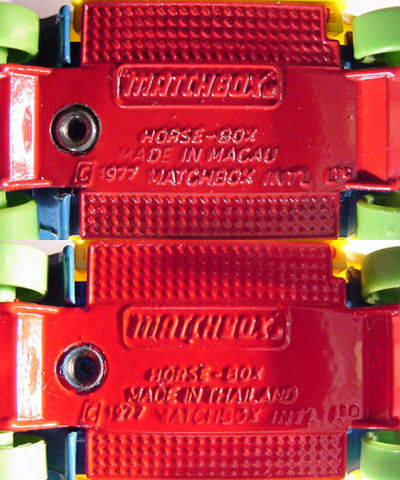 MATCHBOX
HORSE-BOX
MADE IN MACAU
© 1977 MATCHBOX INT'L LTD
MATCHBOX
HORSE-BOX
MADE IN THAILAND
© 1977 MATCHBOX INT'L LTD